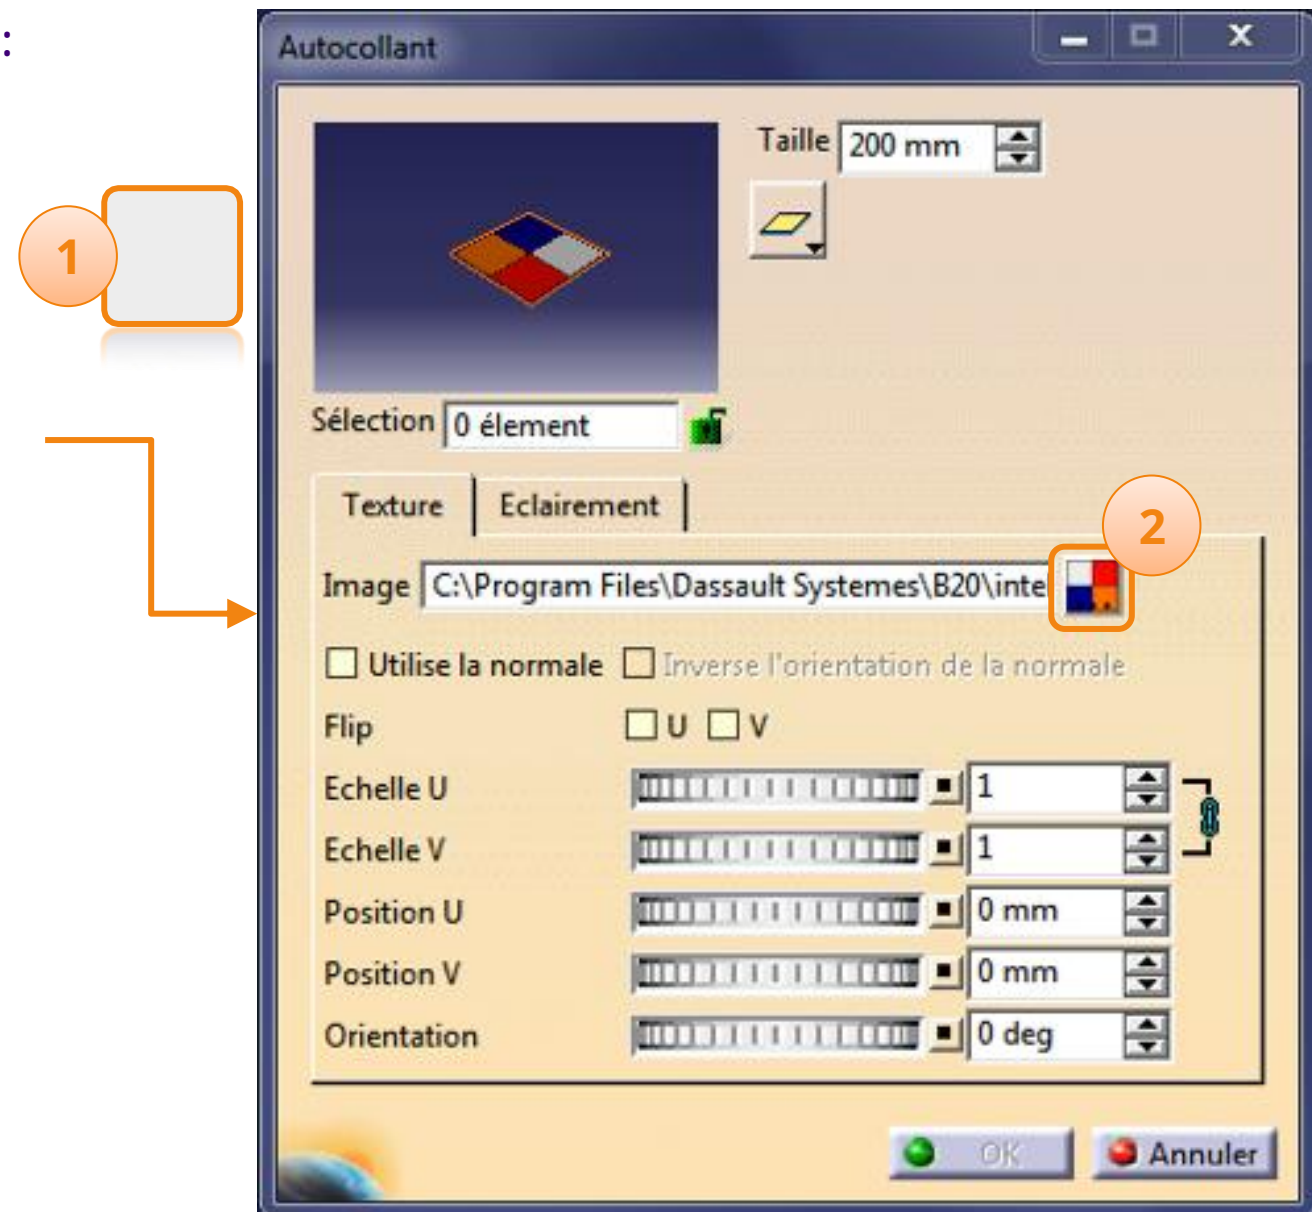 :
Autocollant
Taille 200 mm
1
Sélection 0 élement
Texture Eclairement
2
Image C:\Program Files\Dassault Systemes\B20\inte
Utilise la normale Inverse l'orientation de la normale
Flip U V
Echelle U 1
Echelle V 1
Position U 0 mm
Position V 0 mm
Orientation 0 deg
OK Annuler